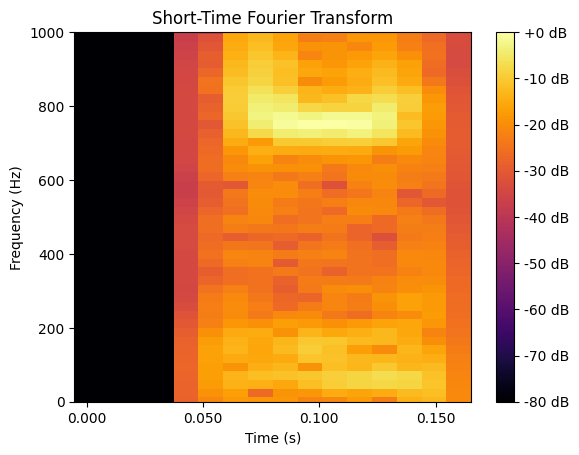 Short-Time Fourier Transform
Frequency (Hz)
1000
800
600
400
200
0
0.000
0.050
0.100
0.150
Time (s)
+0 dB
-10 dB
-20 dB
-30 dB
-40 dB
-50 dB
-60 dB
-70 dB
-80 dB